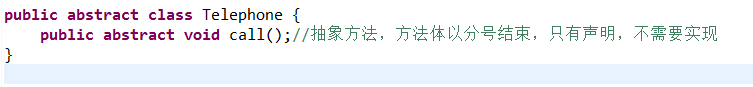 public abstract class Telephone {
    public abstract void call();//抽象方法，方法体以分号结束，只有声明，不需要实现
}